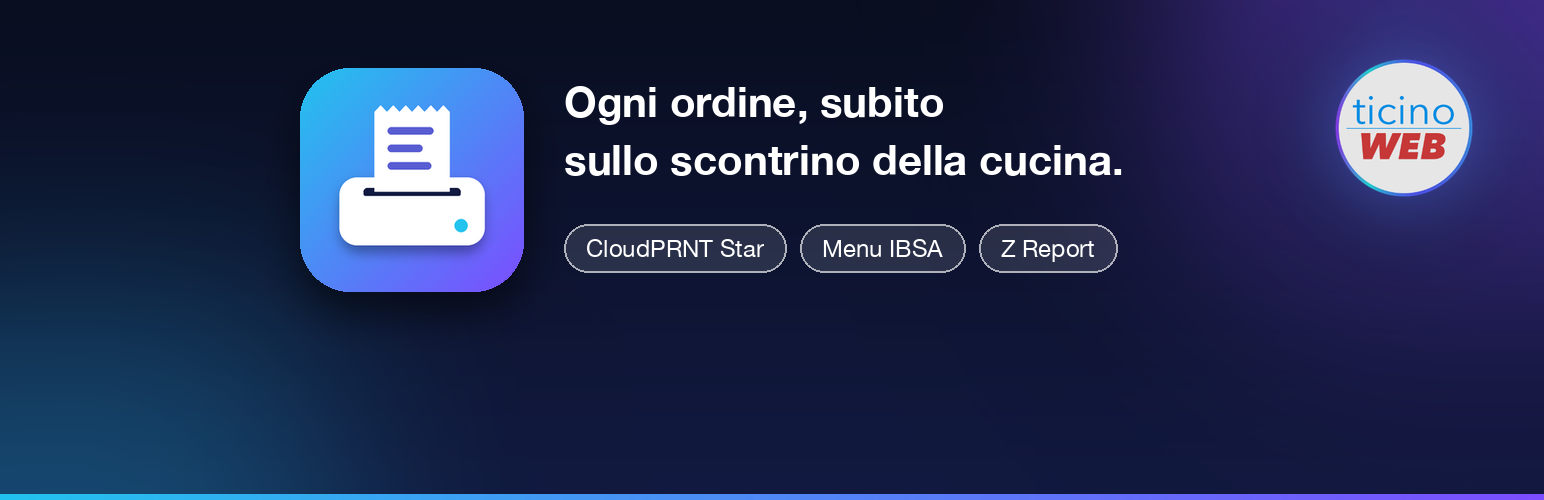 Ogni ordine, subito
sullo scontrino della cucina.
CloudPRNT Star
Menu IBSA
Z Report
ticino
WEB